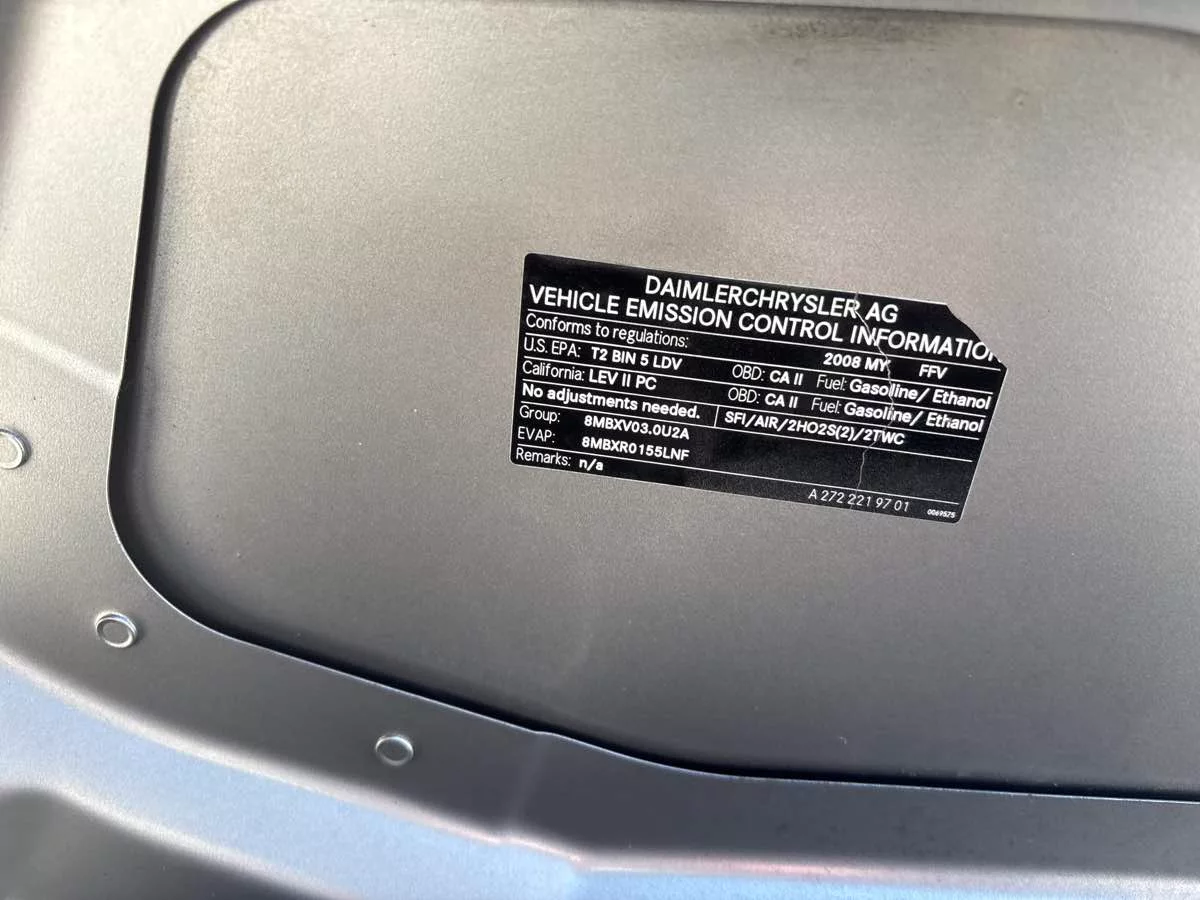 DAIMLERCHRYSLER AG
VEHICLE EMISSION CONTROL INFORMATION
Conforms to regulations: 2008 MY FFV
U.S. EPA: T2 BIN 5 LDV OBD: CA II Fuel: Gasoline/ Ethanol
California: LEV II PC OBD: CA II Fuel: Gasoline/ Ethanol
No adjustments needed. SFI/AIR/2HO2S(2)/2TWC
Group: 8MBXV03.0U2A
EVAP: 8MBXR0155LNF
Remarks: n/a
A 272 221 97 01 0069575